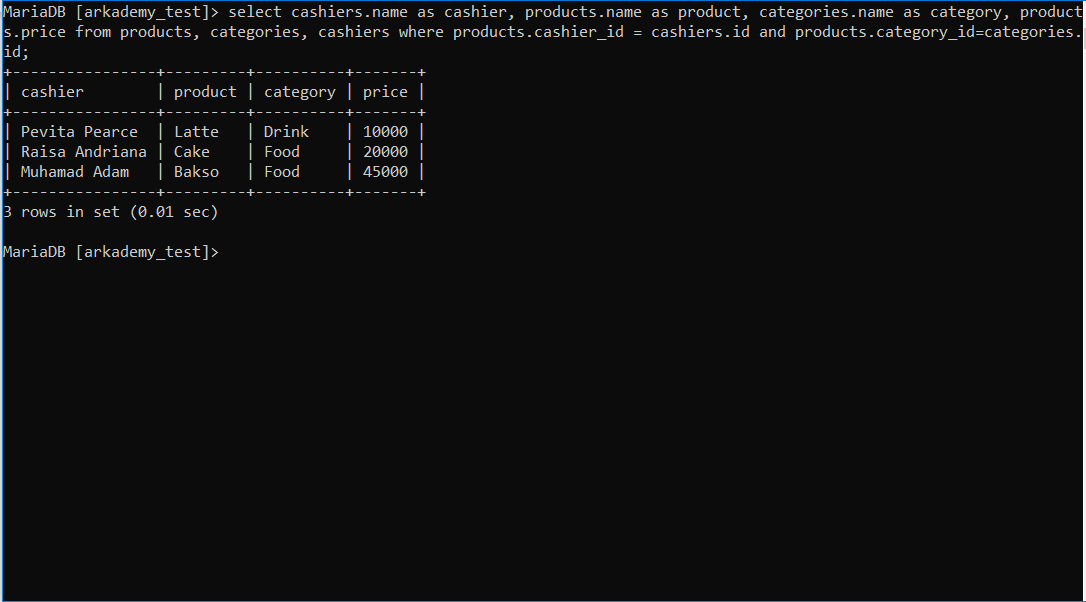 MariaDB [arkademy_test]> select cashiers.name as cashier, products.name as product, categories.name as category, product
s.price from products, categories, cashiers where products.cashier_id = cashiers.id and products.category_id=categories.
id;
+----------------+---------+----------+-------+
| cashier        | product | category | price |
+----------------+---------+----------+-------+
| Pevita Pearce  | Latte   | Drink    | 10000 |
| Raisa Andriana | Cake    | Food     | 20000 |
| Muhamad Adam   | Bakso   | Food     | 45000 |
+----------------+---------+----------+-------+
3 rows in set (0.01 sec)

MariaDB [arkademy_test]>